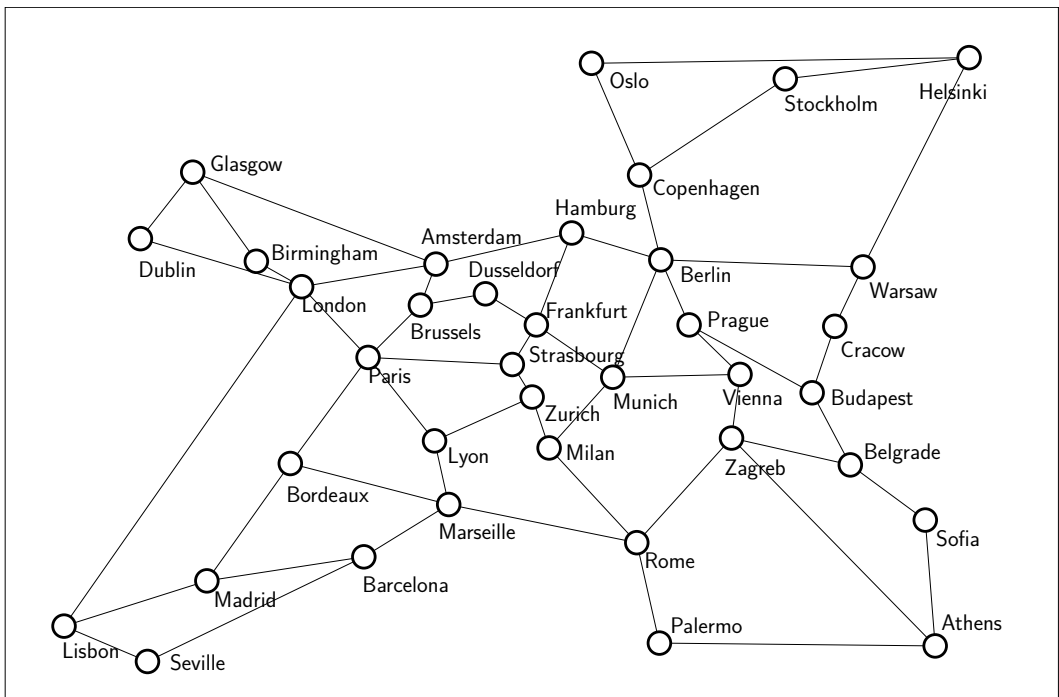 Oslo
Helsinki
Stockholm
Glasgow
Copenhagen
Hamburg
Amsterdam
Birmingham
Dublin
Dusseldorf
Berlin
Warsaw
London
Frankfurt
Prague
Brussels
Strasbourg
Cracow
Paris
Vienna
Munich
Budapest
Zurich
Belgrade
Milan
Lyon
Zagreb
Bordeaux
Marseille
Sofia
Rome
Barcelona
Madrid
Athens
Palermo
Lisbon
Seville